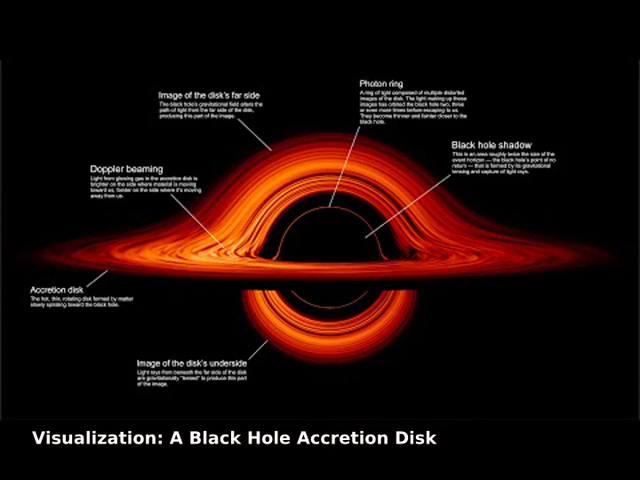 Photon ring
A ring of light composed of multiple distorted
images of the disk. The light making up these
images has orbited the black hole two, three
or even more times before escaping to us.
They become thinner and fainter closer to the
black hole.
Image of the disk's far side
The black hole's gravitational field alters the
path of light from the far side of the disk,
producing this part of the image.
Black hole shadow
This is an area roughly twice the size of the
event horizon — the black hole's point of no
return — that is formed by its gravitational
lensing and capture of light rays.
Doppler beaming
Light from glowing gas in the accretion disk is
brighter on the side where material is moving
toward us, fainter on the side where it's moving
away from us.
Accretion disk
The hot, thin, rotating disk formed by matter
slowly spiraling toward the black hole.
Image of the disk's underside
Light rays from beneath the far side of the disk
are gravitationally "lensed" to produce this part
of the image.
Visualization: A Black Hole Accretion Disk